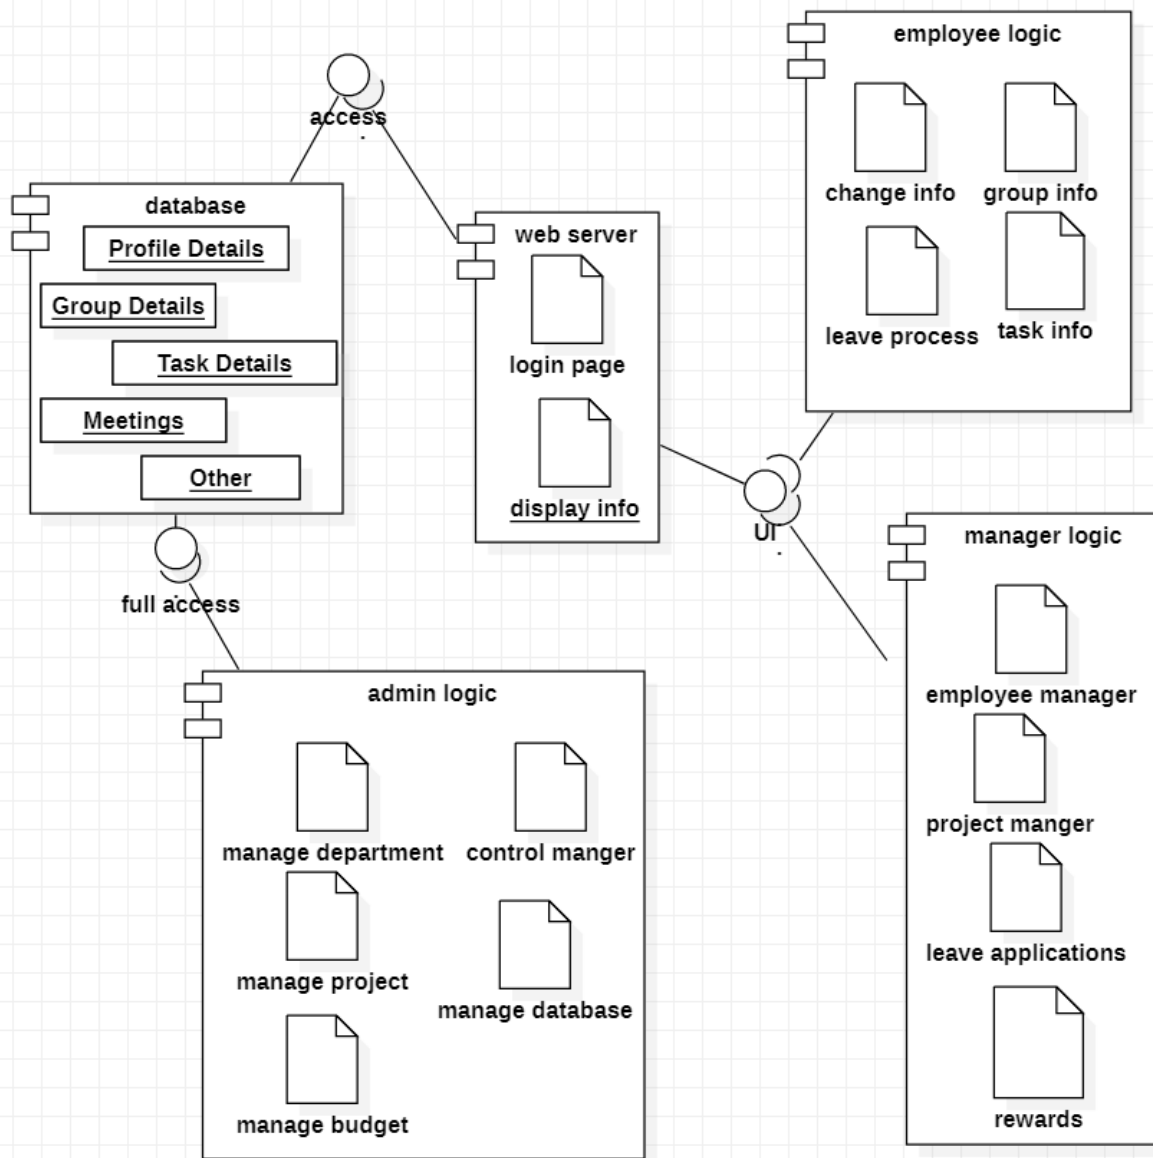 employee logic
change info
group info
leave process
task info
access
.
database
Profile Details
Group Details
Task Details
Meetings
Other
web server
login page
display info
UI
.
full access
manager logic
employee manager
project manger
leave applications
rewards
admin logic
manage department
control manger
manage project
manage database
manage budget